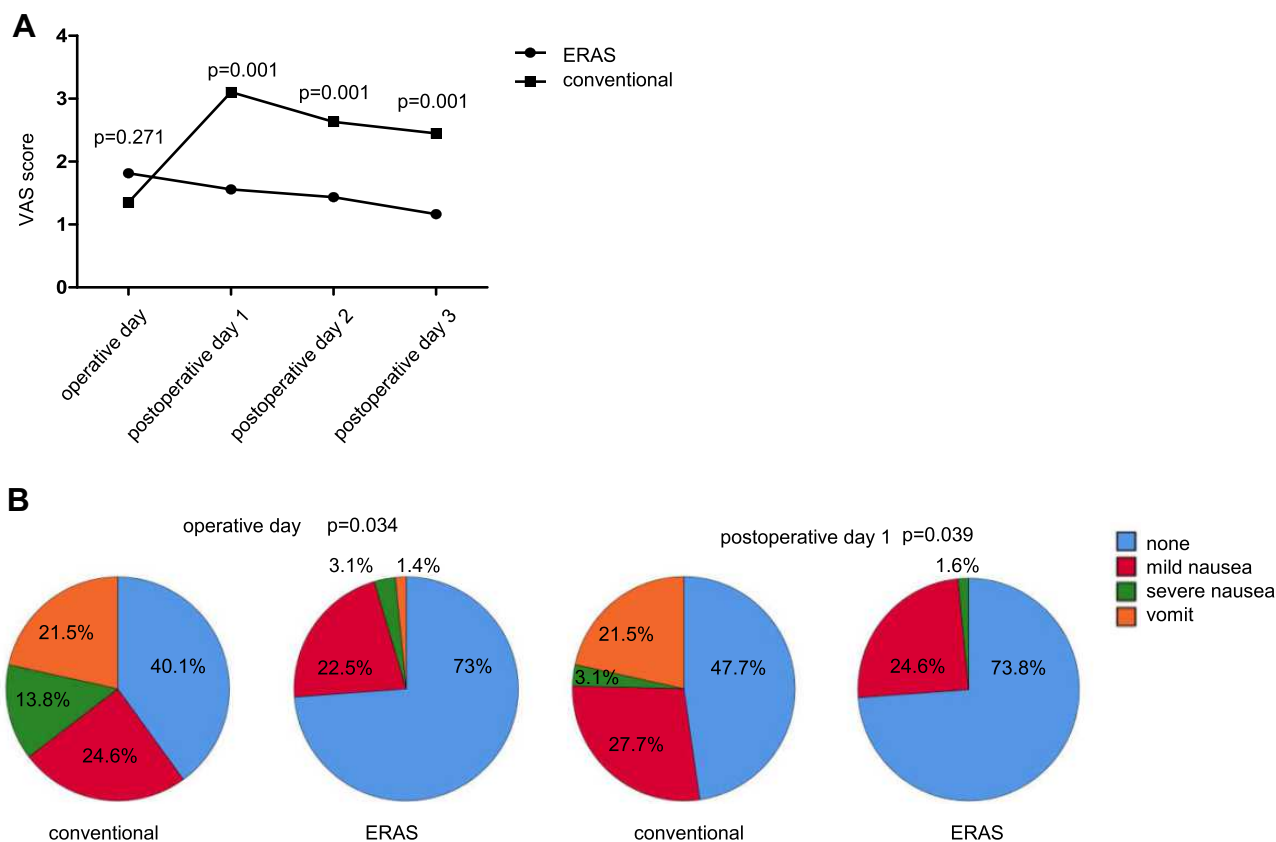 A
4
3
2
1
0
VAS score
p=0.271
p=0.001
p=0.001
p=0.001
ERAS
conventional
operative day
postoperative day 1
postoperative day 2
postoperative day 3
B
operative day p=0.034
postoperative day 1 p=0.039
21.5%
40.1%
13.8%
24.6%
conventional
3.1%
1.4%
22.5%
73%
ERAS
21.5%
47.7%
3.1%
27.7%
conventional
1.6%
24.6%
73.8%
ERAS
none
mild nausea
severe nausea
vomit